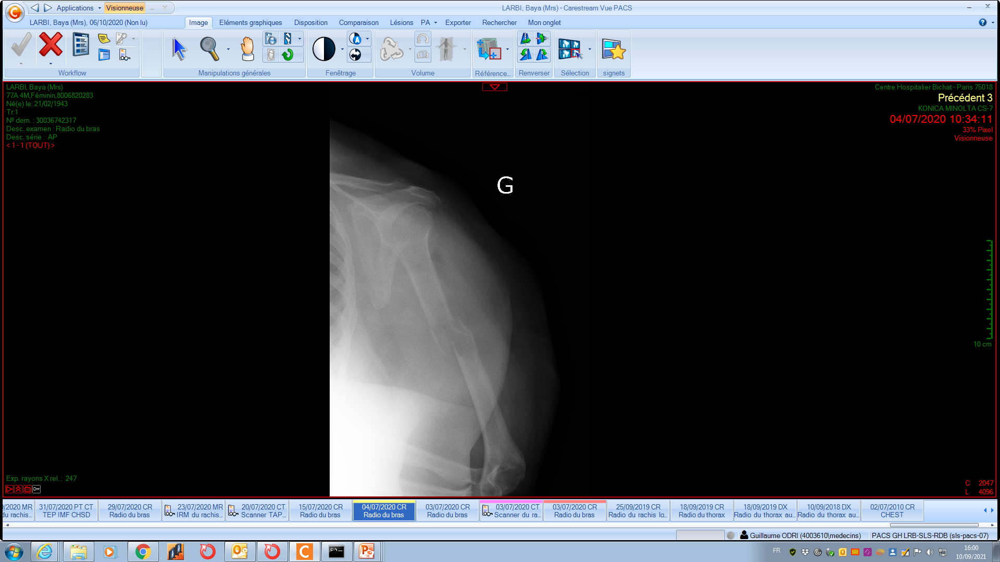 Applications
Visionneuse
LARBI, Baya (Mrs) - Carestream Vue PACS
LARBI, Baya (Mrs), 06/10/2020 (Non lu)
Image
Eléments graphiques
Disposition
Comparaison
Lésions
PA
Exporter
Rechercher
Mon onglet
Workflow
Manipulations générales
Fenêtrage
Volume
Référence...
Renverser
Sélection
signets
LARBI, Baya (Mrs)
77A 4M,Féminin,8006820283
Né(e) le: 21/02/1943
Tr:1
Nº dem. : 30036742317
Desc. examen : Radio du bras
Desc. série : AP
< 1 - 1 (TOUT) >
Centre Hospitalier Bichat - Paris 75018
Précédent 3
KONICA MINOLTA CS-7
04/07/2020 10:34:11
33% Pixel
Visionneuse
G
10 cm
Exp. rayons X rel. : 247
C 2047
L 4096
/2020 MR
du rachis...
31/07/2020 PT CT
TEP IMF CHSD
29/07/2020 CR
Radio du bras
23/07/2020 MR
IRM du rachis...
20/07/2020 CT
Scanner TAP...
15/07/2020 CR
Radio du bras
04/07/2020 CR
Radio du bras
03/07/2020 CR
Radio du bras
03/07/2020 CT
Scanner du ra...
03/07/2020 CR
Radio du bras
25/09/2019 CR
Radio du rachis lo...
18/09/2019 CR
Radio du thorax
18/09/2019 DX
Radio du thorax au...
10/09/2018 DX
Radio du thorax au...
02/07/2010 CR
CHEST
Guillaume ODRI (4003610\medecins)
PACS GH LRB-SLS-RDB (sls-pacs-07)
FR
16:00
10/09/2021